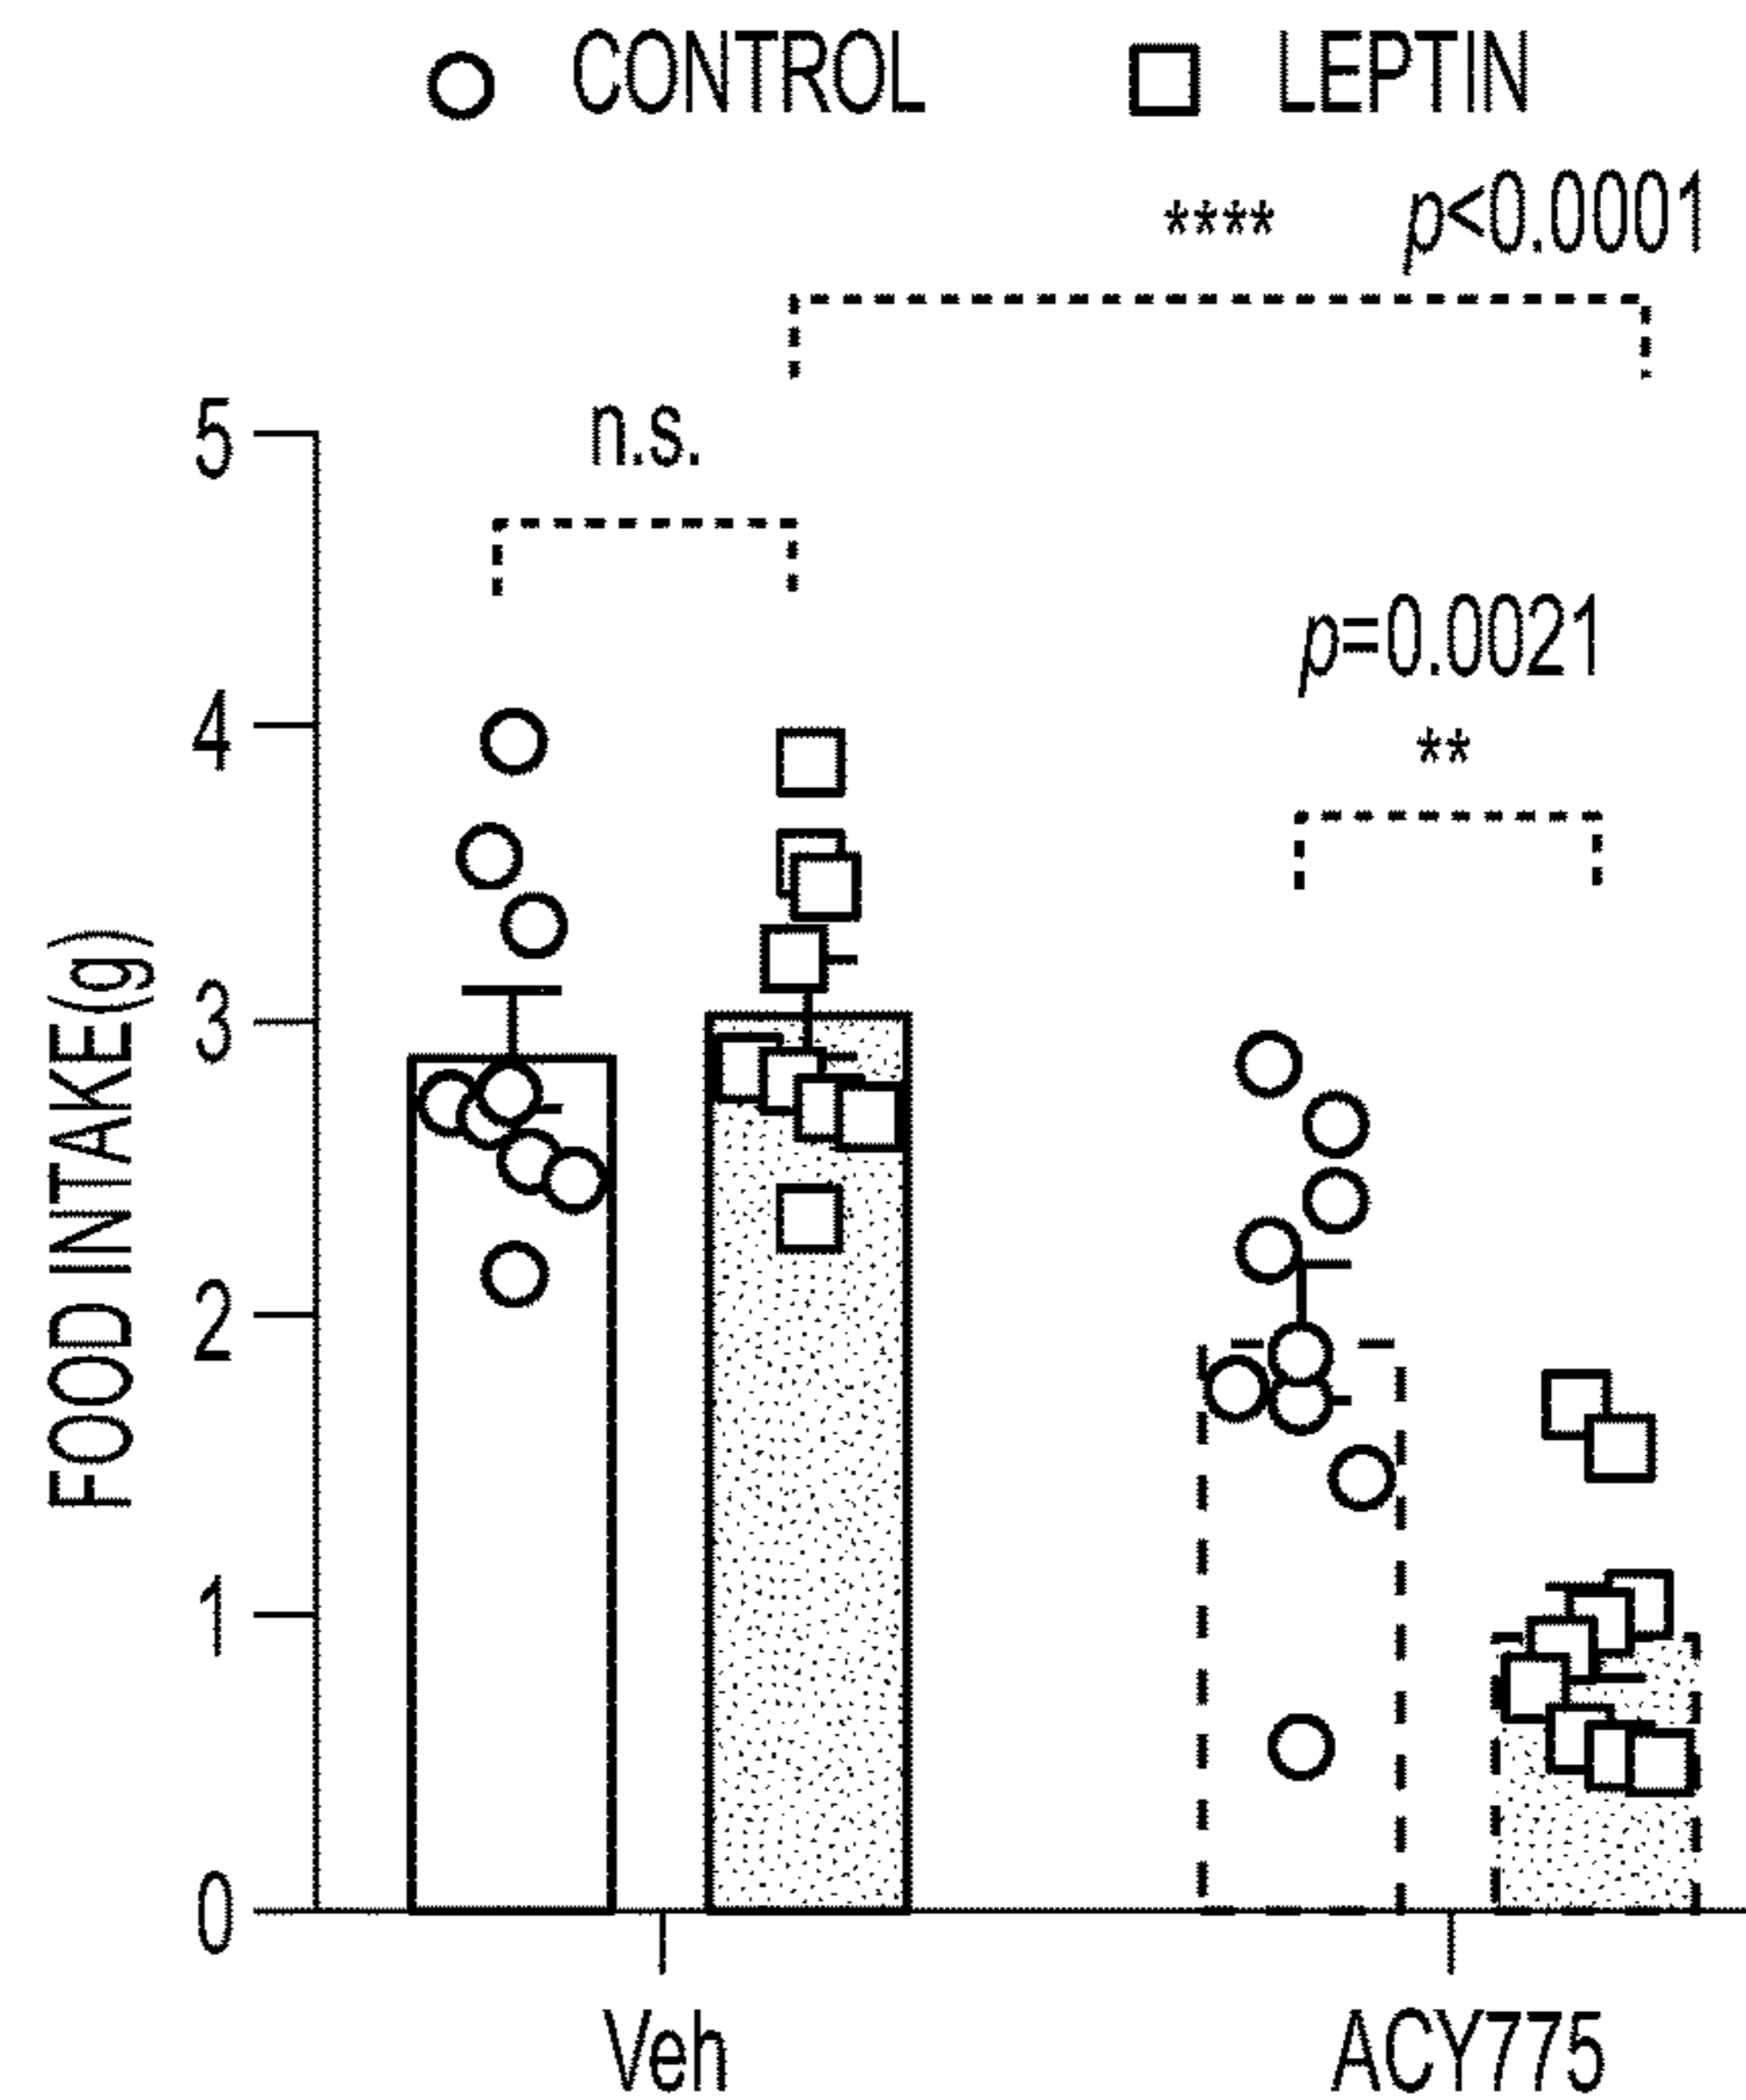 CONTROL LEPTIN
**** p<0.0001
n.s.
p=0.0021
**
FOOD INTAKE(g)
5
4
3
2
1
0
Veh ACY775